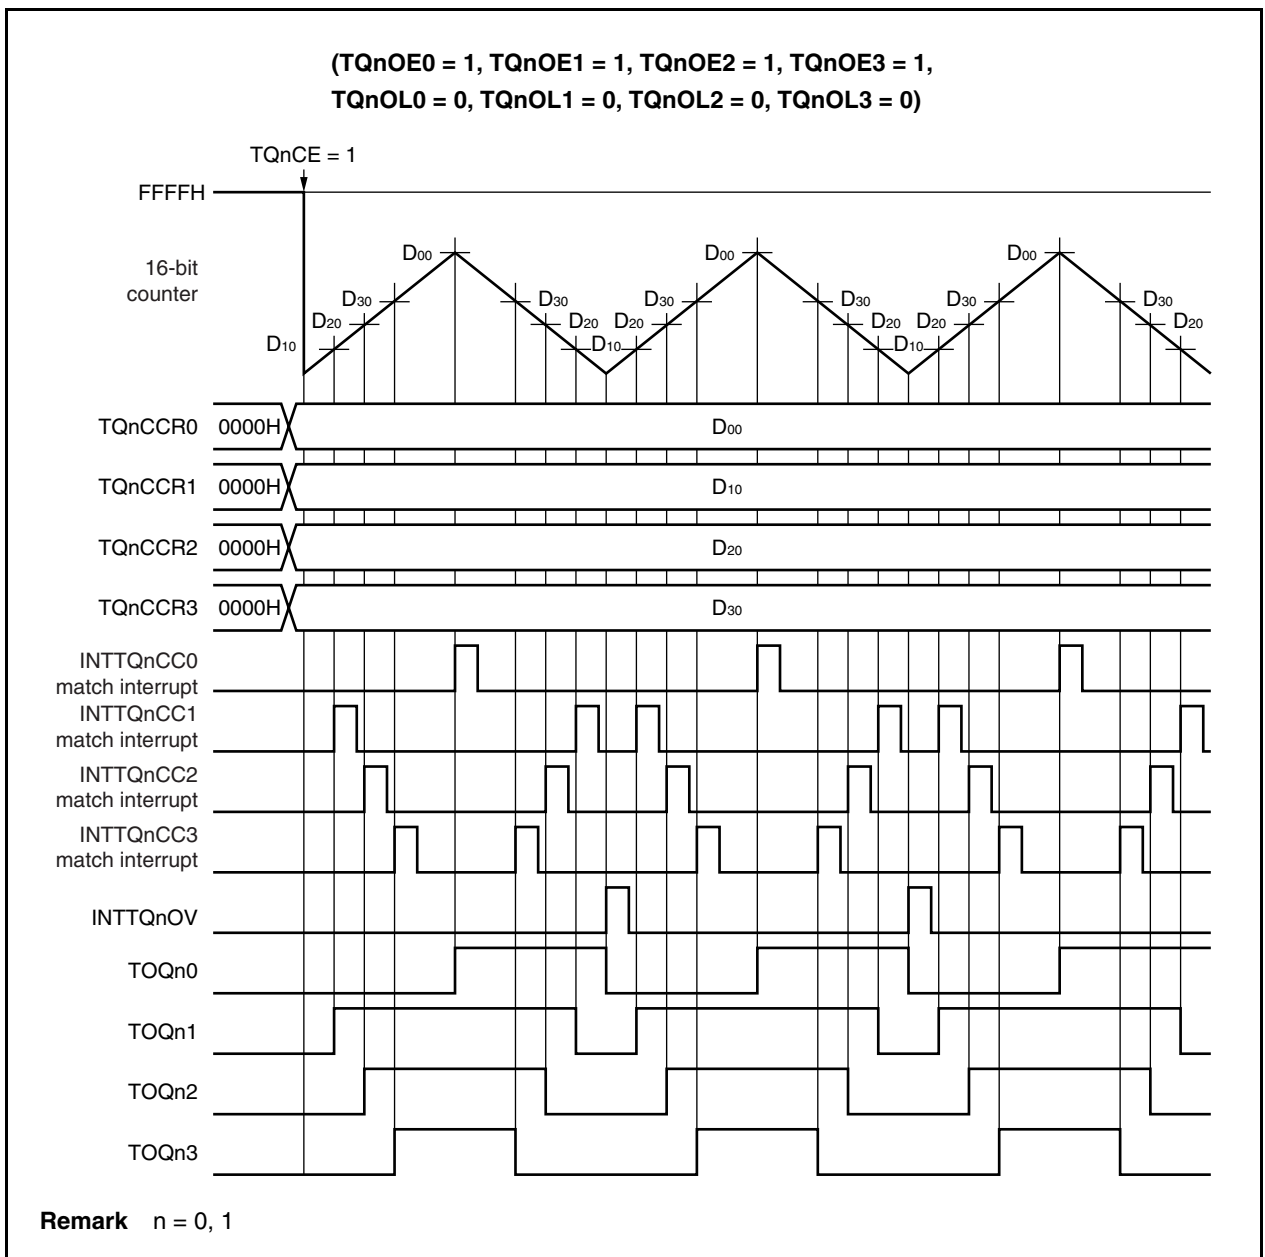 (TQnOE0 = 1, TQnOE1 = 1, TQnOE2 = 1, TQnOE3 = 1,
TQnOL0 = 0, TQnOL1 = 0, TQnOL2 = 0, TQnOL3 = 0)
TQnCE = 1
FFFFH
16-bit
counter
D00 D00 D00
D30 D30 D30 D30 D30 D30
D20 D20 D20 D20 D20 D20
D10 D10 D10
TQnCCR0 0000H D00
TQnCCR1 0000H D10
TQnCCR2 0000H D20
TQnCCR3 0000H D30
INTTQnCC0
match interrupt
INTTQnCC1
match interrupt
INTTQnCC2
match interrupt
INTTQnCC3
match interrupt
INTTQnOV
TOQn0
TOQn1
TOQn2
TOQn3
Remark n = 0, 1